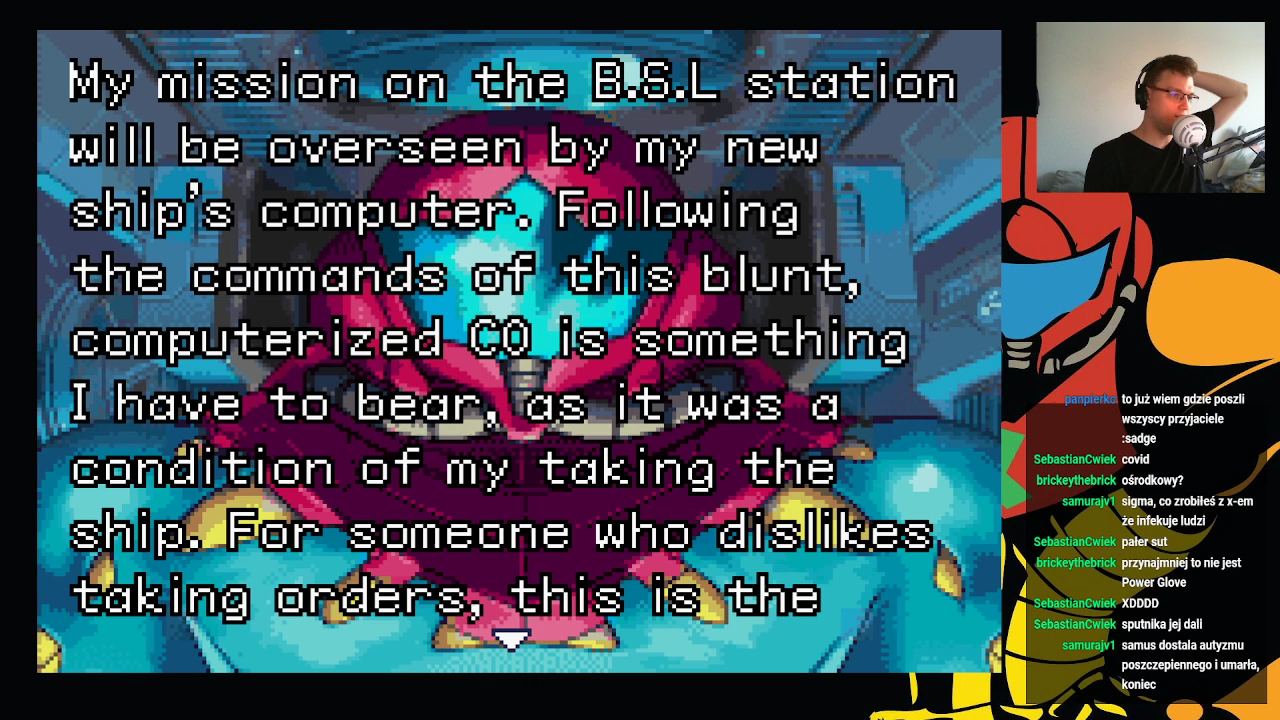 My mission on the B.S.L station
will be overseen by my new
ship's computer. Following
the commands of this blunt,
computerized CO is something
I have to bear, as it was a
condition of my taking the
ship. For someone who dislikes
taking orders, this is the
panpierko to już wiem gdzie poszli
wszyscy przyjaciele
:sadge
SebastianCwiek covid
brickeythebrick ośrodkowy?
samurajv1 sigma, co zrobiłeś z x-em
że infekuje ludzi
SebastianCwiek pałer sut
brickeythebrick przynajmniej to nie jest
Power Glove
SebastianCwiek XDDDD
SebastianCwiek sputnika jej dali
samurajv1 samus dostala autyzmu
poszczepiennego i umarła,
koniec